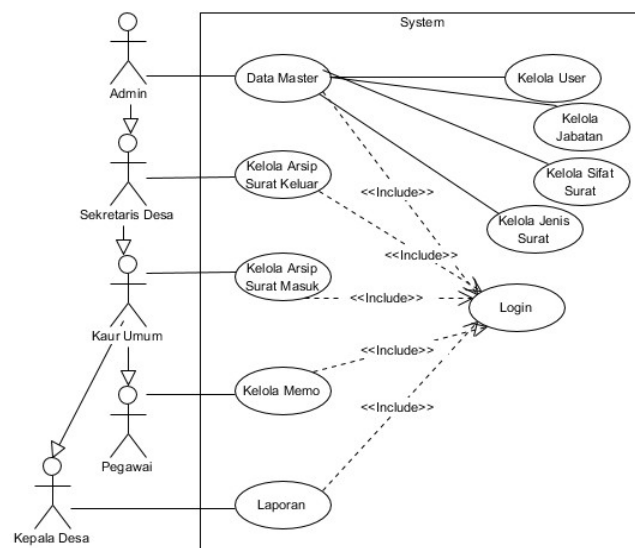 System
Admin
Data Master
Kelola User
Kelola
Jabatan
Kelola Sifat
Surat
Kelola Jenis
Surat
Sekretaris Desa
Kelola Arsip
Surat Keluar
<<Include>>
<<Include>>
Kaur Umum
Kelola Arsip
Surat Masuk
<<Include>>
Login
<<Include>>
Pegawai
Kelola Memo
<<Include>>
Kepala Desa
Laporan